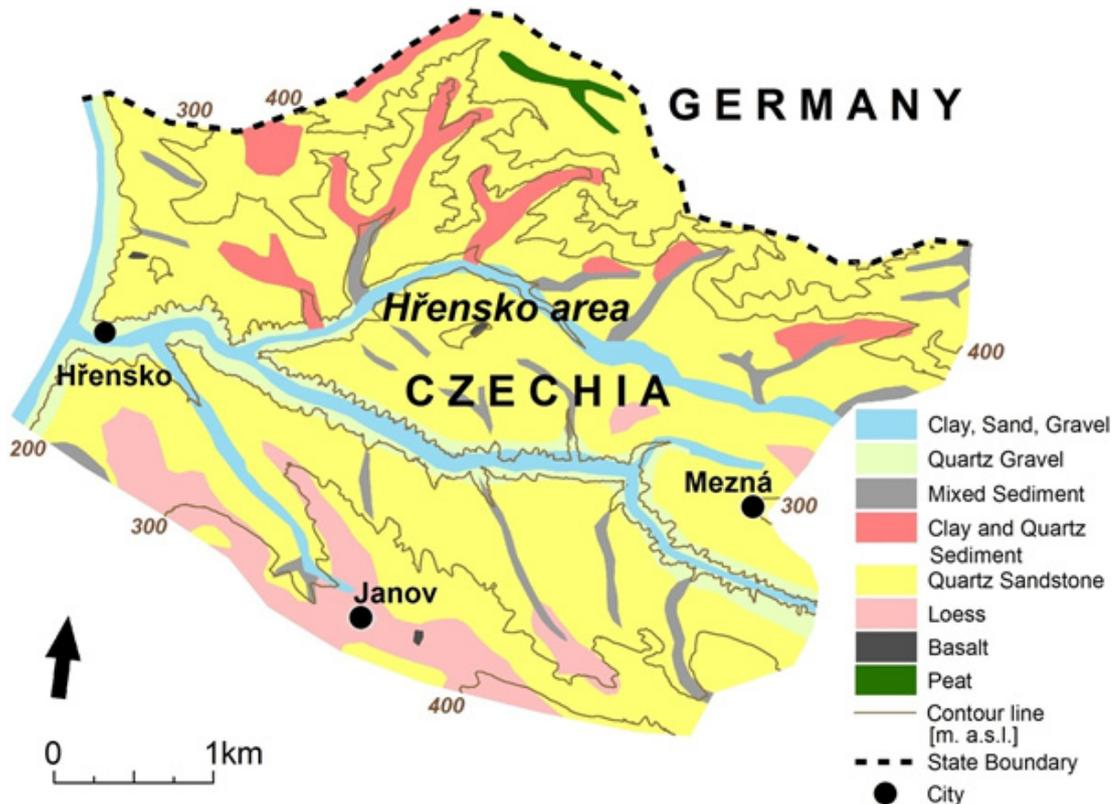 GERMANY
300
400
Hřensko area
Hřensko
CZECHIA
400
200
Mezná
300
300
Janov
400
0 1km
Clay, Sand, Gravel
Quartz Gravel
Mixed Sediment
Clay and Quartz
Sediment
Quartz Sandstone
Loess
Basalt
Peat
Contour line
[m. a.s.l.]
State Boundary
City